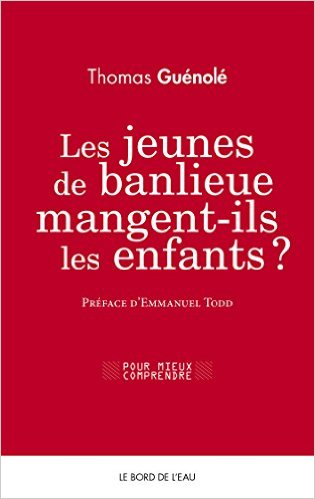 Thomas Guénolé
Les jeunes
de banlieue
mangent-ils
les enfants ?
Préface d'Emmanuel Todd
POUR MIEUX
COMPRENDRE
LE BORD DE L'EAU